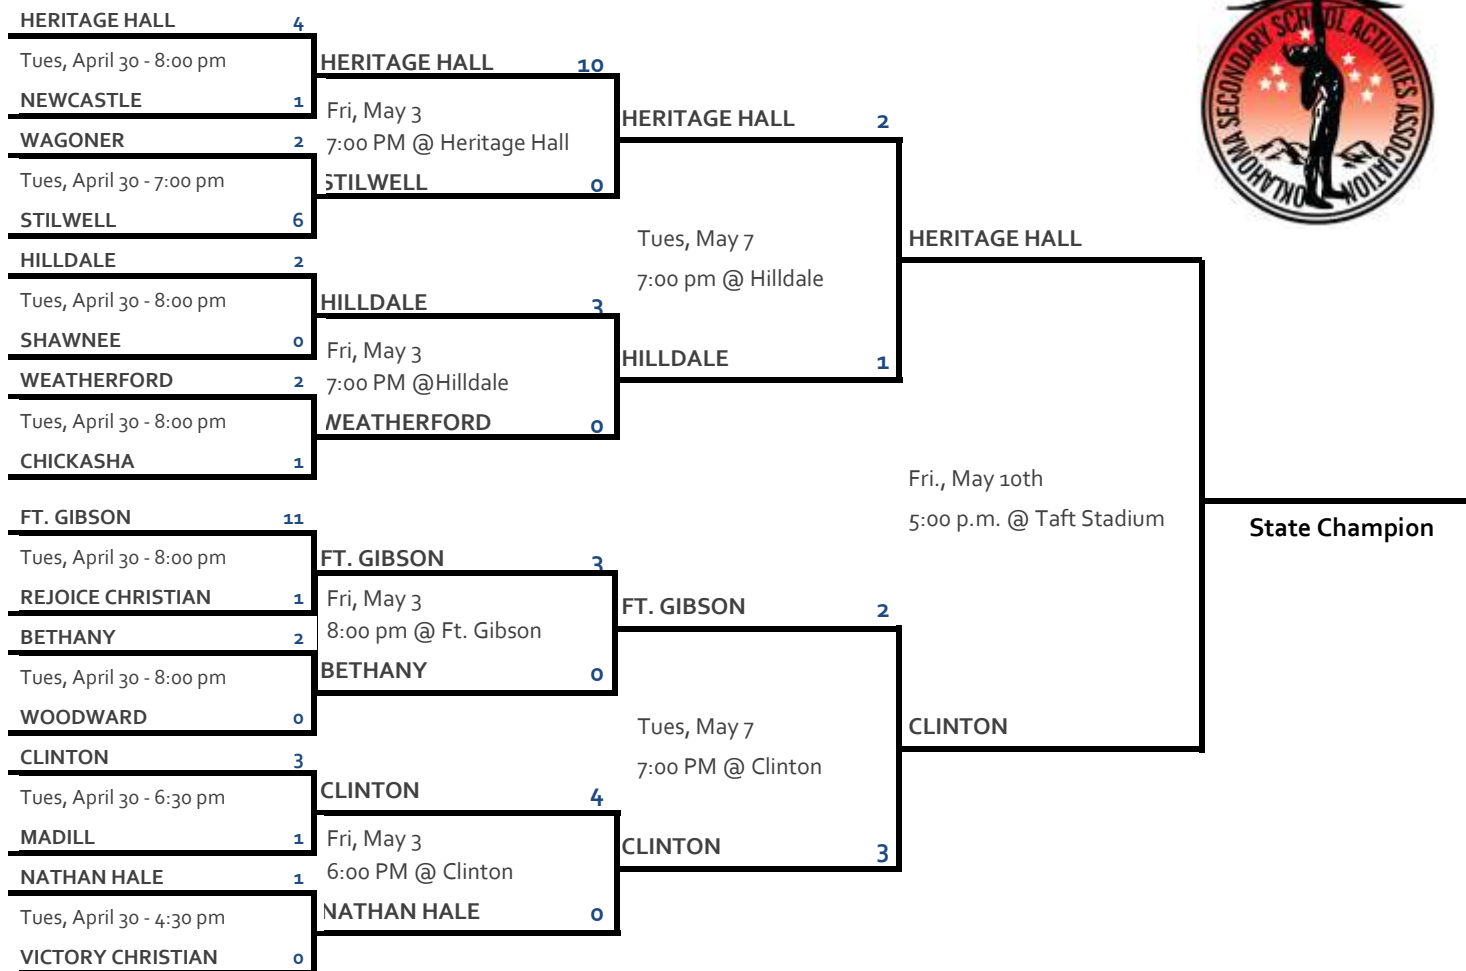 HERITAGE HALL 4
Tues, April 30 - 8:00 pm
NEWCASTLE 1
WAGONER 2
Tues, April 30 - 7:00 pm
STILWELL 6
HILLDALE 2
Tues, April 30 - 8:00 pm
SHAWNEE 0
WEATHERFORD 2
Tues, April 30 - 8:00 pm
CHICKASHA 1
FT. GIBSON 11
Tues, April 30 - 8:00 pm
REJOICE CHRISTIAN 1
BETHANY 2
Tues, April 30 - 8:00 pm
WOODWARD 0
CLINTON 3
Tues, April 30 - 6:30 pm
MADILL 1
NATHAN HALE 1
Tues, April 30 - 4:30 pm
VICTORY CHRISTIAN 0
HERITAGE HALL 10
Fri, May 3
7:00 PM @ Heritage Hall
STILWELL 0
HILLDALE 3
Fri, May 3
7:00 PM @Hilldale
WEATHERFORD 0
FT. GIBSON 3
Fri, May 3
8:00 pm @ Ft. Gibson
BETHANY 0
CLINTON 4
Fri, May 3
6:00 PM @ Clinton
NATHAN HALE 0
HERITAGE HALL 2
Tues, May 7
7:00 pm @ Hilldale
HILLDALE 1
FT. GIBSON 2
Tues, May 7
7:00 PM @ Clinton
CLINTON 3
HERITAGE HALL
Fri., May 10th
5:00 p.m. @ Taft Stadium
CLINTON
State Champion
OKLAHOMA SECONDARY SCHOOL ACTIVITIES ASSOCIATION